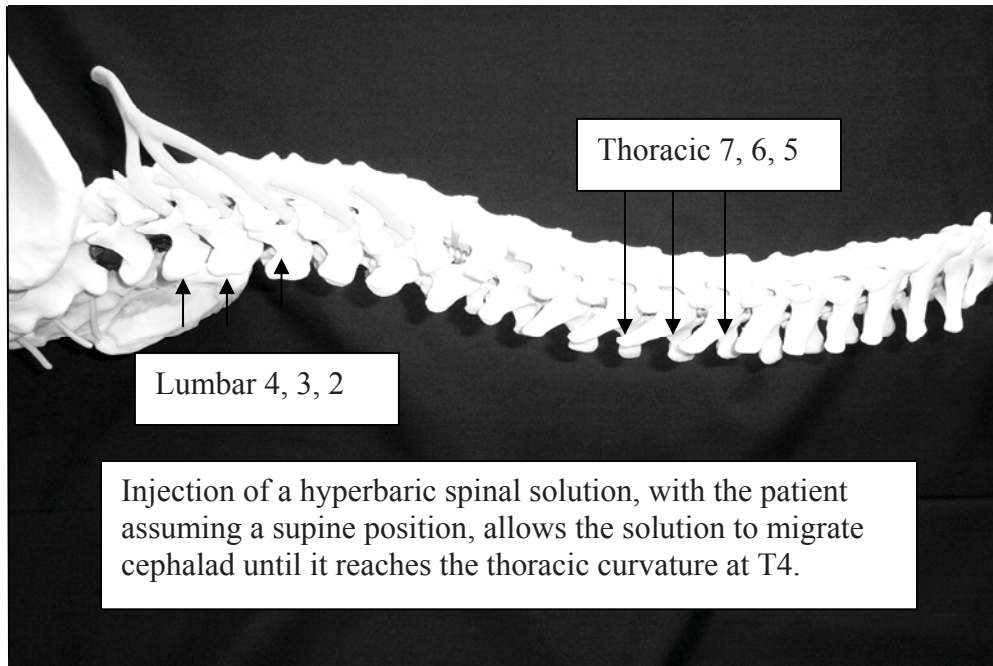 Thoracic 7, 6, 5
Lumbar 4, 3, 2
Injection of a hyperbaric spinal solution, with the patient
assuming a supine position, allows the solution to migrate
cephalad until it reaches the thoracic curvature at T4.